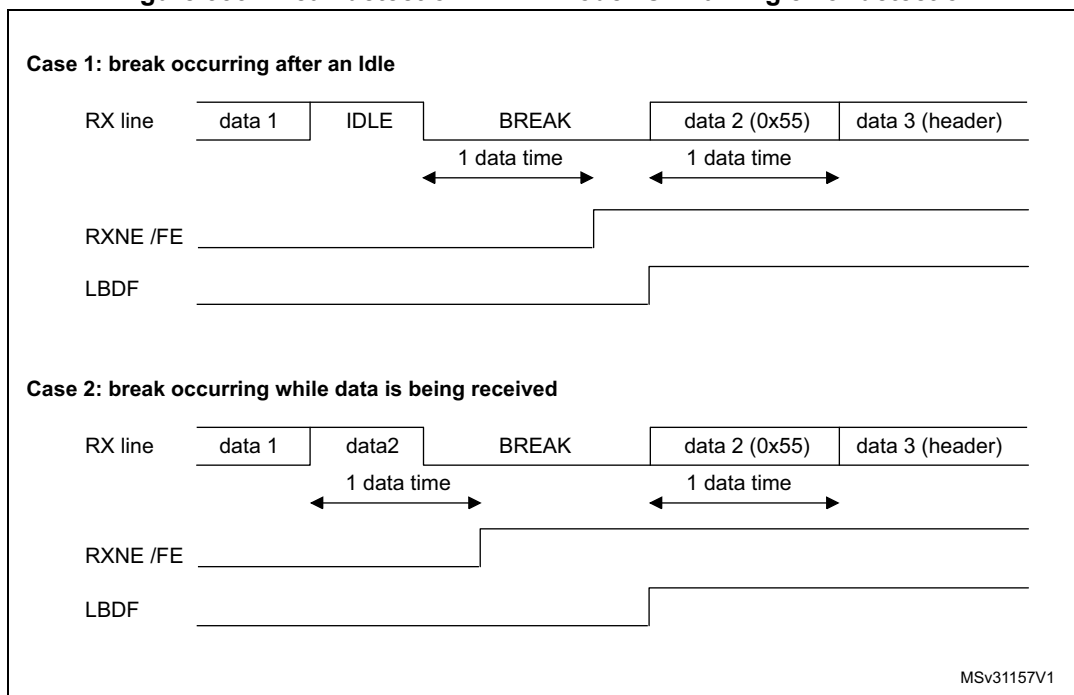 Case 1: break occurring after an Idle
RX line data 1 IDLE BREAK data 2 (0x55) data 3 (header)
1 data time 1 data time
RXNE /FE
LBDF
Case 2: break occurring while data is being received
RX line data 1 data2 BREAK data 2 (0x55) data 3 (header)
1 data time 1 data time
RXNE /FE
LBDF
MSv31157V1